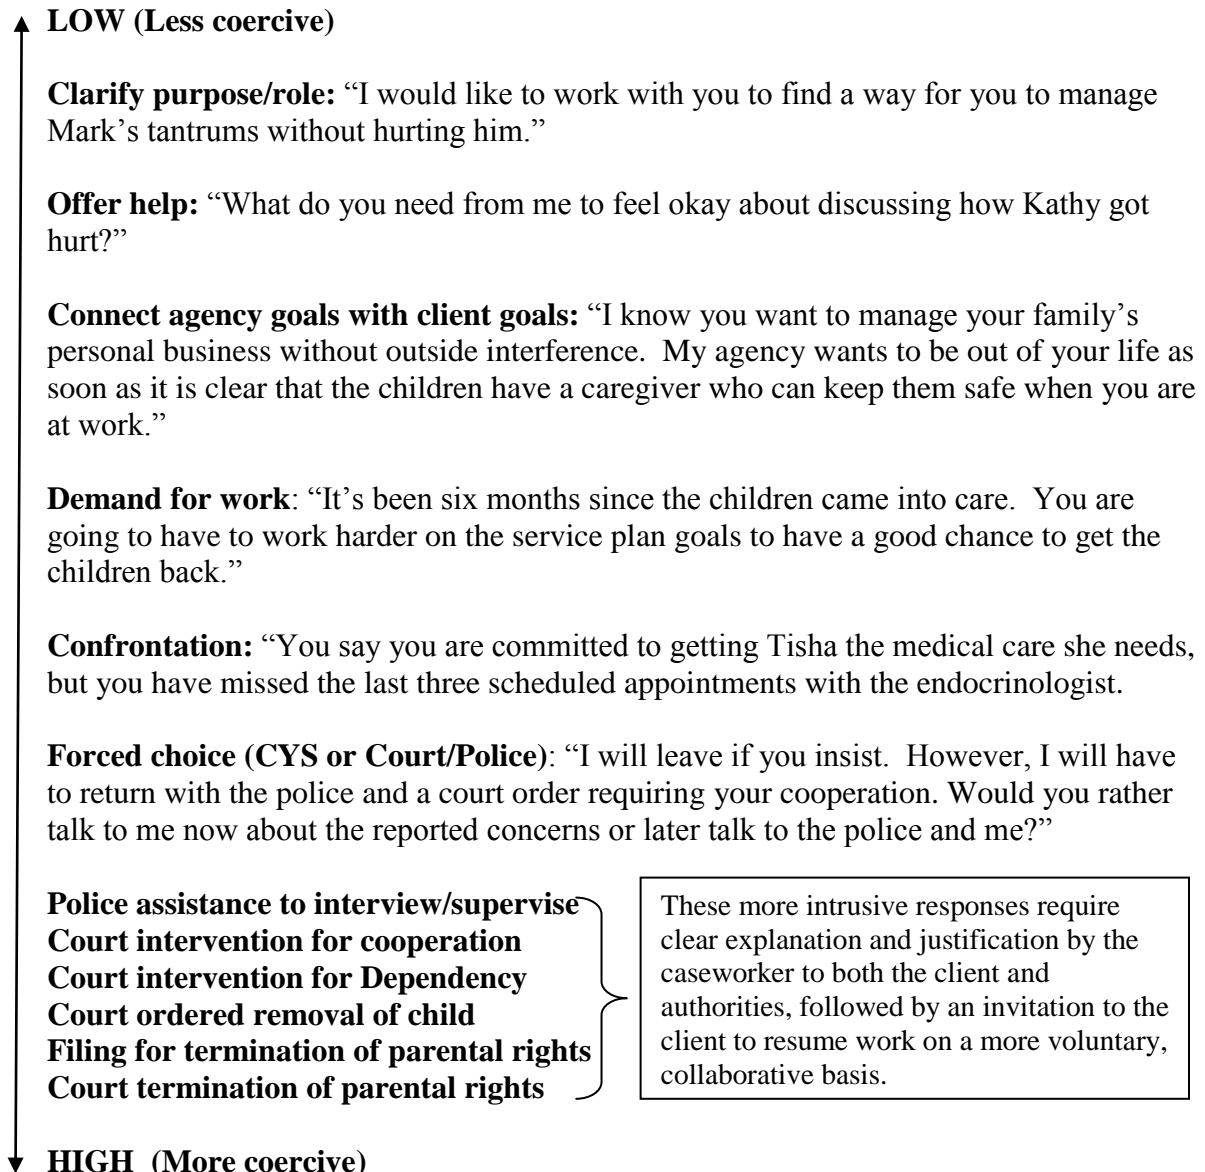 LOW (Less coercive)
Clarify purpose/role: “I would like to work with you to find a way for you to manage
Mark’s tantrums without hurting him.”
Offer help: “What do you need from me to feel okay about discussing how Kathy got
hurt?”
Connect agency goals with client goals: “I know you want to manage your family’s
personal business without outside interference.  My agency wants to be out of your life as
soon as it is clear that the children have a caregiver who can keep them safe when you are
at work.”
Demand for work: “It’s been six months since the children came into care.  You are
going to have to work harder on the service plan goals to have a good chance to get the
children back.”
Confrontation: “You say you are committed to getting Tisha the medical care she needs,
but you have missed the last three scheduled appointments with the endocrinologist.
Forced choice (CYS or Court/Police): “I will leave if you insist.  However, I will have
to return with the police and a court order requiring your cooperation. Would you rather
talk to me now about the reported concerns or later talk to the police and me?”
Police assistance to interview/supervise
Court intervention for cooperation
Court intervention for Dependency
Court ordered removal of child
Filing for termination of parental rights
Court termination of parental rights
These more intrusive responses require
clear explanation and justification by the
caseworker to both the client and
authorities, followed by an invitation to the
client to resume work on a more voluntary,
collaborative basis.
HIGH  (More coercive)